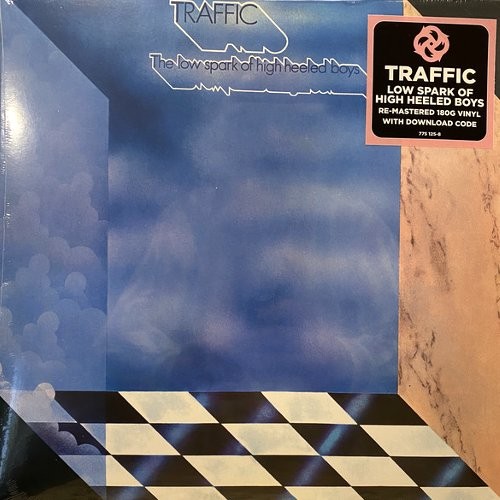 TRAFFIC
The low spark of high heeled boys
TRAFFIC
LOW SPARK OF
HIGH HEELED BOYS
RE-MASTERED 180G VINYL
WITH DOWNLOAD CODE
775 125-8